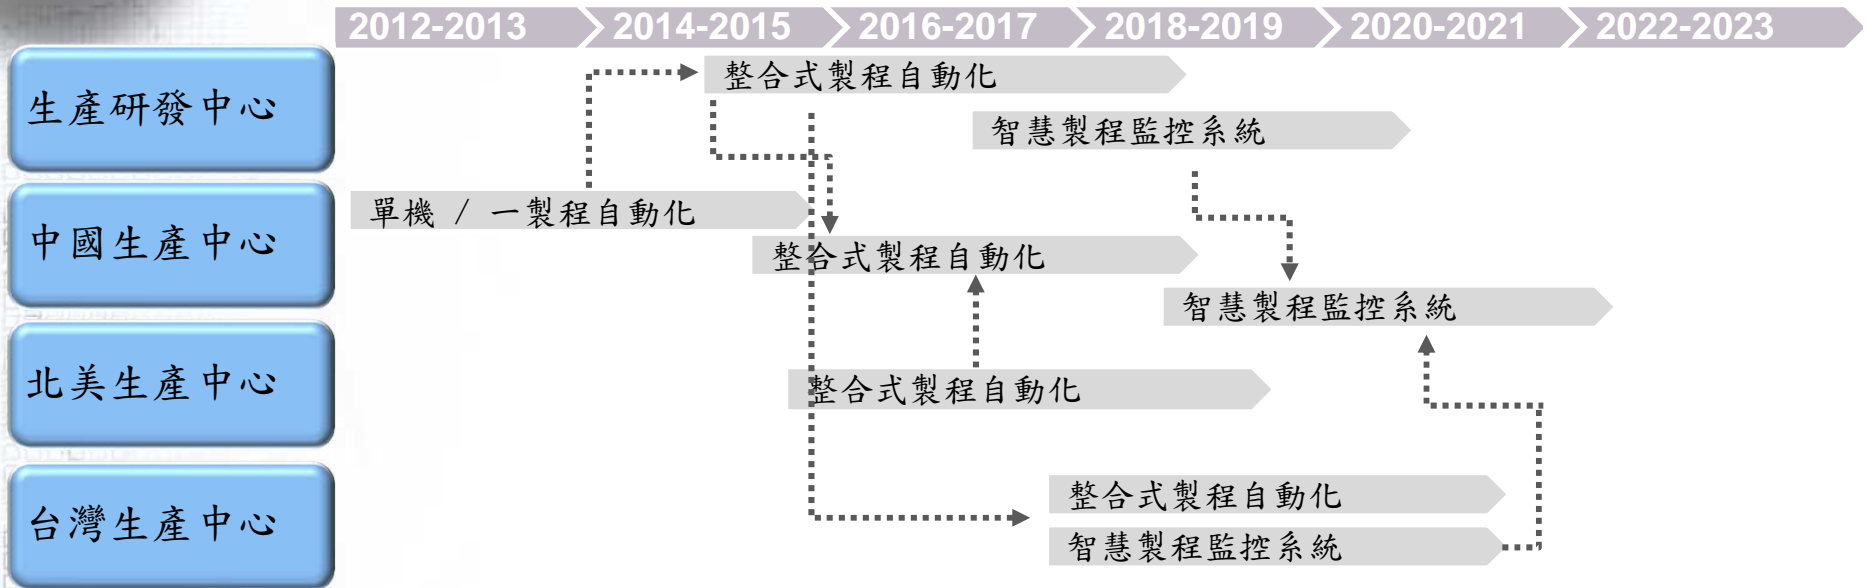 2012-2013 2014-2015 2016-2017 2018-2019 2020-2021 2022-2023
生產研發中心
整合式製程自動化
智慧製程監控系統
中國生產中心
單機 / 一製程自動化
整合式製程自動化
智慧製程監控系統
北美生產中心
整合式製程自動化
台灣生產中心
整合式製程自動化
智慧製程監控系統